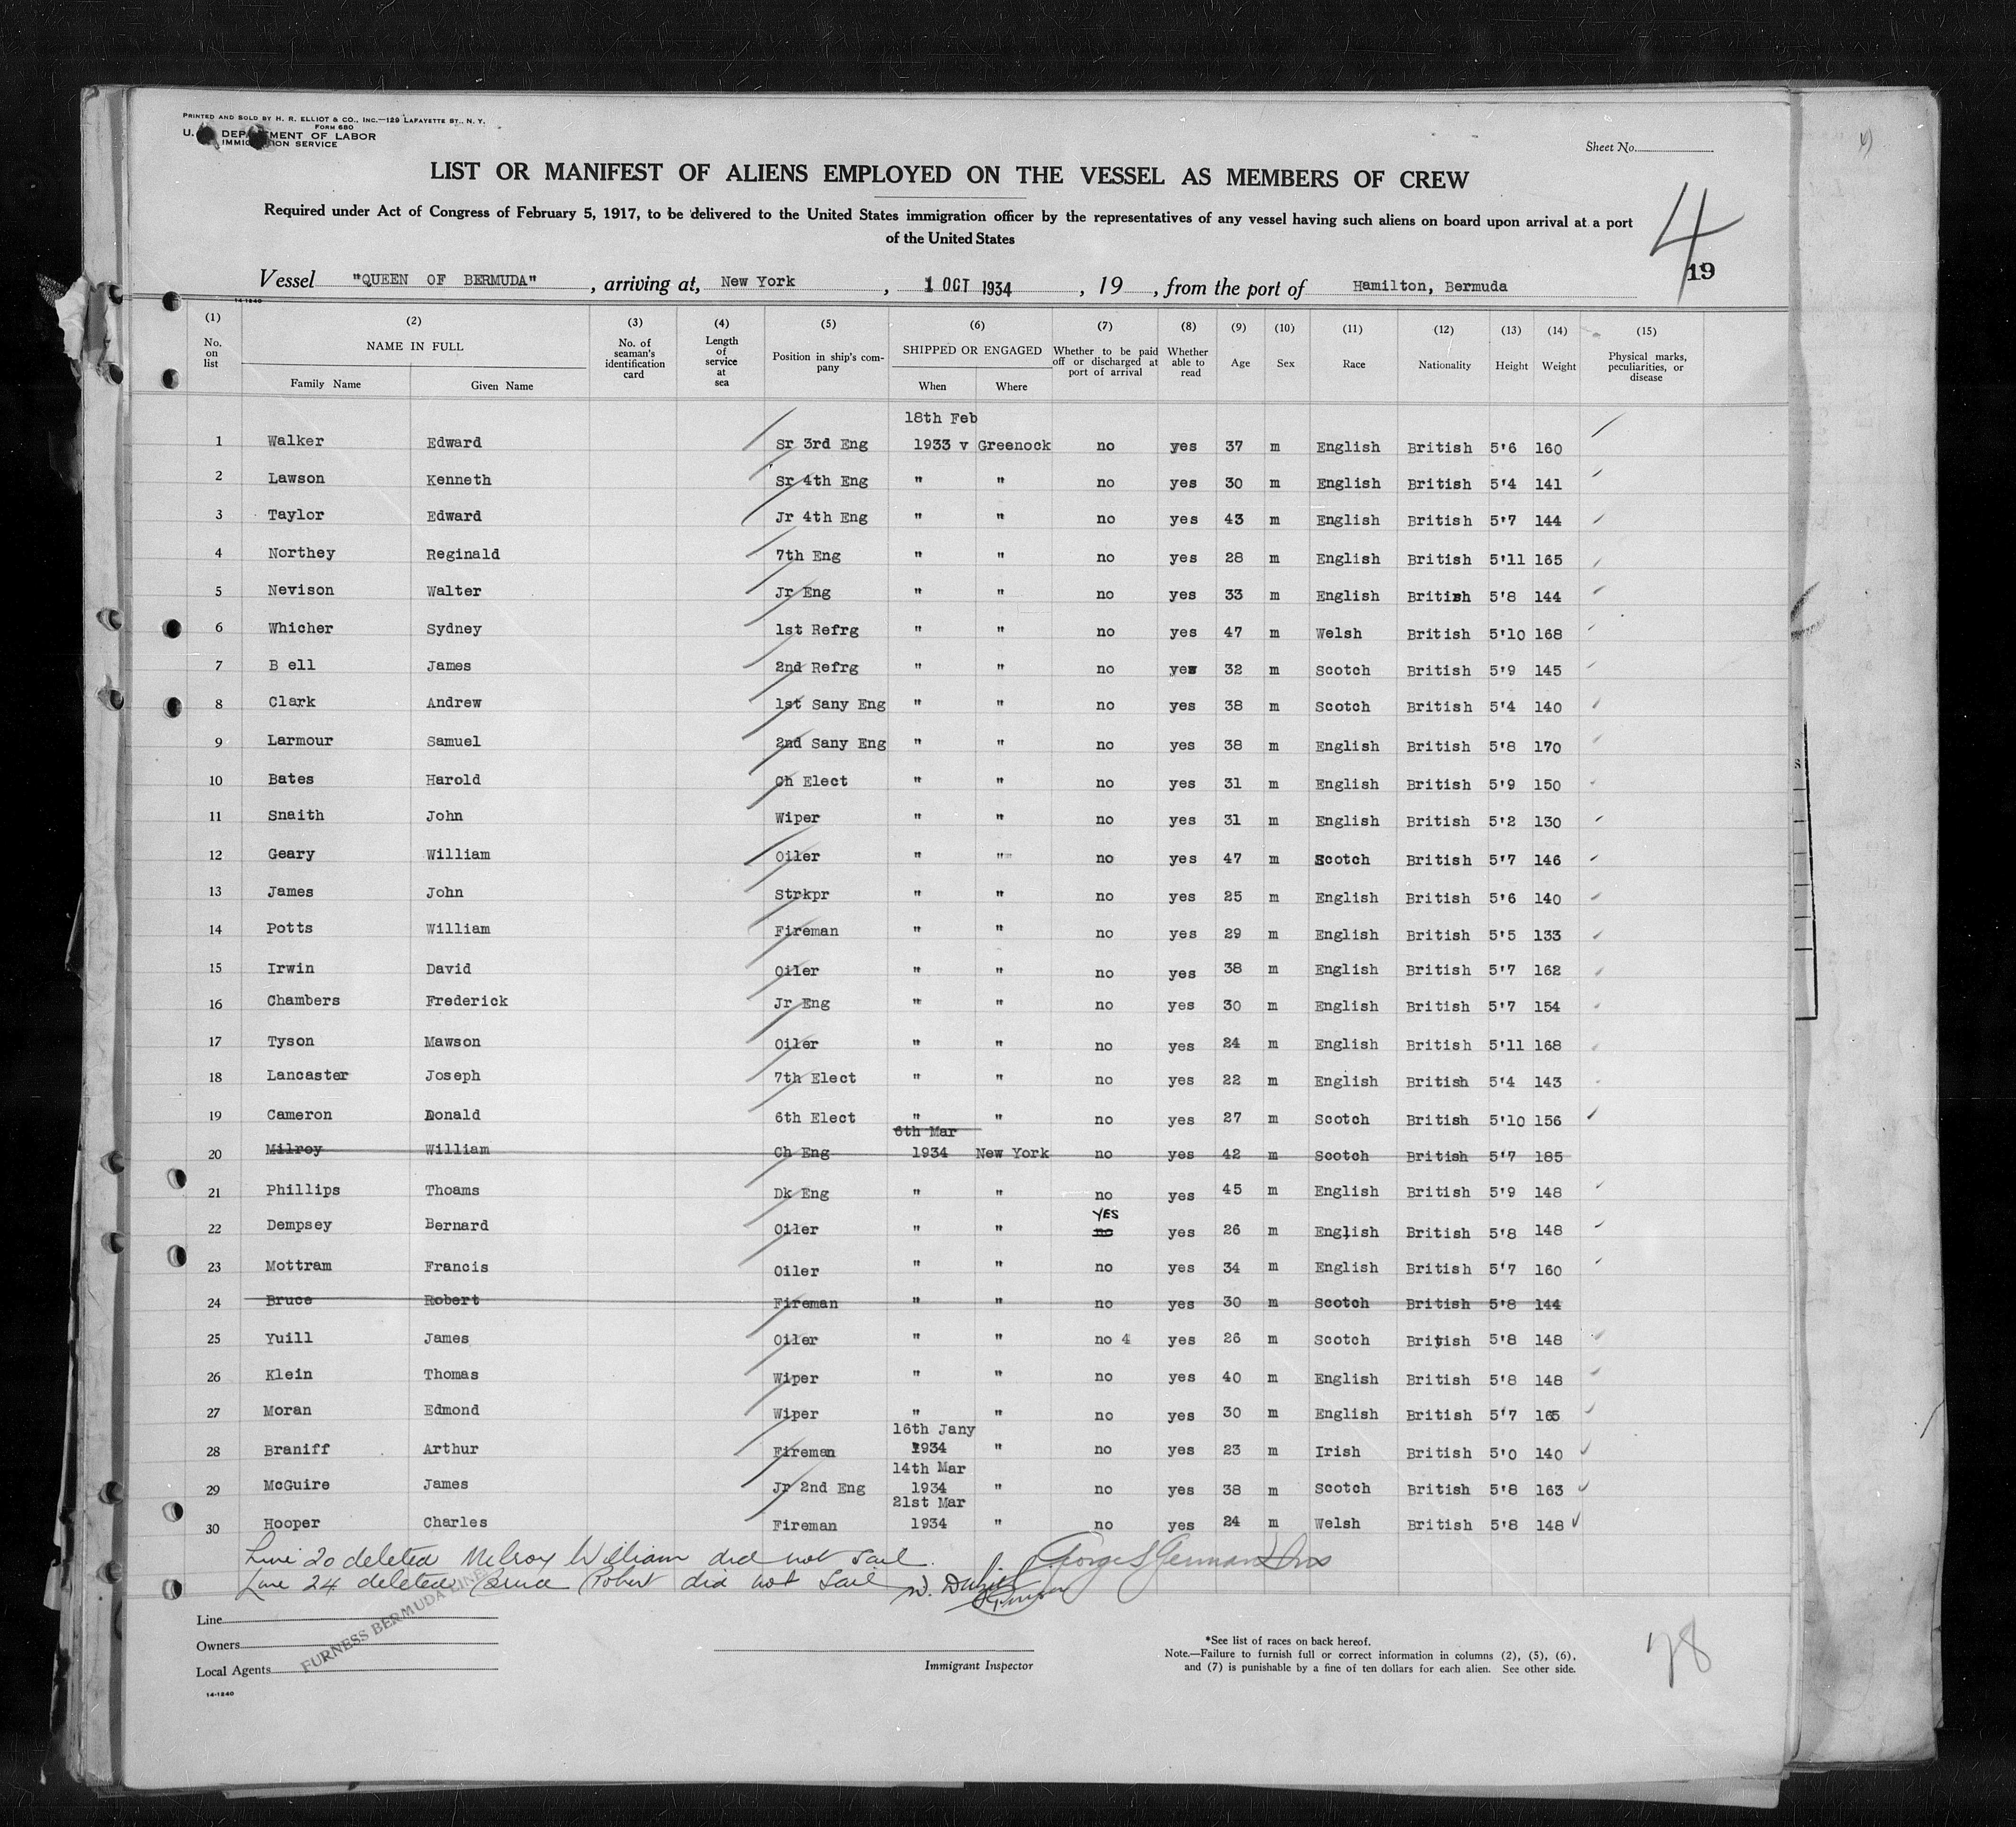 PRINTED AND SOLD BY H. R. ELLIOT & CO., INC.—129 LAFAYETTE ST., N. Y.
FORM 680
U. DEPARTMENT OF LABOR
IMMIGRATION SERVICE
Sheet No.
LIST OR MANIFEST OF ALIENS EMPLOYED ON THE VESSEL AS MEMBERS OF CREW
4
Required under Act of Congress of February 5, 1917, to be delivered to the United States immigration officer by the representatives of any vessel having such aliens on board upon arrival at a port
of the United States
19
Vessel "QUEEN OF BERMUDA", arriving at, New York, 1 OCT 1934, 19, from the port of Hamilton, Bermuda
14-1240
(1) (2) (3) (4) (5) (6) (7) (8) (9) (10) (11) (12) (13) (14) (15)
No. on list NAME IN FULL Family Name Given Name No. of seaman's identification card Length of service at sea Position in ship's company SHIPPED OR ENGAGED When Where Whether to be paid off or discharged at port of arrival Whether able to read Age Sex Race Nationality Height Weight Physical marks, peculiarities, or disease
18th Feb
1 Walker Edward Sr 3rd Eng 1933 v Greenock no yes 37 m English British 5'6 160
2 Lawson Kenneth Sr 4th Eng " " no yes 30 m English British 5'4 141
3 Taylor Edward Jr 4th Eng " " no yes 43 m English British 5'7 144
4 Northey Reginald 7th Eng " " no yes 28 m English British 5'11 165
5 Nevison Walter Jr Eng " " no yes 33 m English British 5'8 144
6 Whicher Sydney 1st Refrg " " no yes 47 m Welsh British 5'10 168
7 B ell James 2nd Refrg " " no yes 32 m Scotch British 5'9 145
8 Clark Andrew 1st Sany Eng " " no yes 38 m Scotch British 5'4 140
9 Larmour Samuel 2nd Sany Eng " " no yes 38 m English British 5'8 170
10 Bates Harold Ch Elect " " no yes 31 m English British 5'9 150
11 Snaith John Wiper " " no yes 31 m English British 5'2 130
12 Geary William Oiler " " no yes 47 m Scotch British 5'7 146
13 James John Strkpr " " no yes 25 m English British 5'6 140
14 Potts William Fireman " " no yes 29 m English British 5'5 133
15 Irwin David Oiler " " no yes 38 m English British 5'7 162
16 Chambers Frederick Jr Eng " " no yes 30 m English British 5'7 154
17 Tyson Mawson Oiler " " no yes 24 m English British 5'11 168
18 Lancaster Joseph 7th Elect " " no yes 22 m English British 5'4 143
19 Cameron Donald 6th Elect " " no yes 27 m Scotch British 5'10 156
6th Mar
20 Milroy William Ch Eng 1934 New York no yes 42 m Scotch British 5'7 185
21 Phillips Thoams Dk Eng " " no yes 45 m English British 5'9 148
YES
22 Dempsey Bernard Oiler " " no yes 26 m English British 5'8 148
23 Mottram Francis Oiler " " no yes 34 m English British 5'7 160
24 Bruce Robert Fireman " " no yes 30 m Scotch British 5'8 144
25 Yuill James Oiler " " no 4 yes 26 m Scotch British 5'8 148
26 Klein Thomas Wiper " " no yes 40 m English British 5'8 148
27 Moran Edmond Wiper " " no yes 30 m English British 5'7 165
16th Jany
28 Braniff Arthur Fireman 1934 " no yes 23 m Irish British 5'0 140
14th Mar
29 McGuire James Jr 2nd Eng 1934 " no yes 38 m Scotch British 5'8 163
21st Mar
30 Hooper Charles Fireman 1934 " no yes 24 m Welsh British 5'8 148
Line 20 deleted Milroy William did not sail.
Line 24 deleted Bruce Robert did not sail
Line
Owners
Local Agents
FURNESS BERMUDA LINE
Immigrant Inspector
*See list of races on back hereof.
Note.—Failure to furnish full or correct information in columns (2), (5), (6),
and (7) is punishable by a fine of ten dollars for each alien. See other side.
14-1240
78